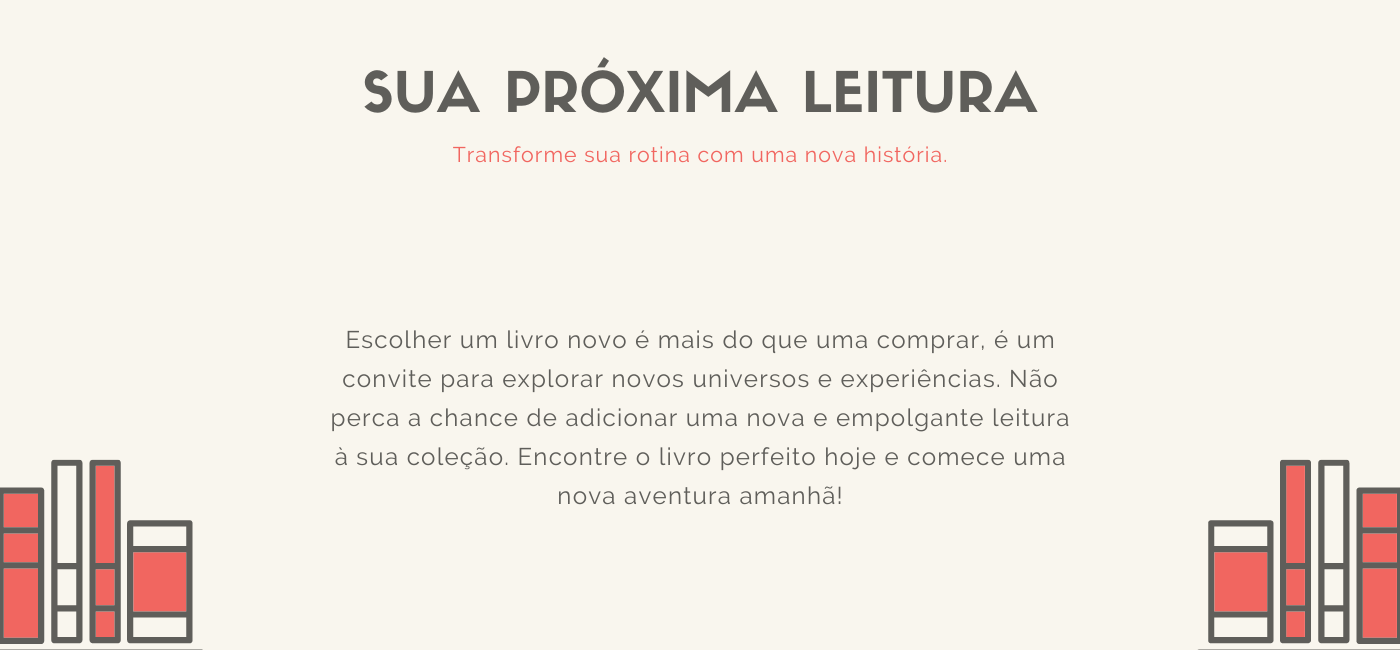 SUA PRÓXIMA LEITURA
Transforme sua rotina com uma nova história.
Escolher um livro novo é mais do que uma comprar, é um
convite para explorar novos universos e experiências. Não
perca a chance de adicionar uma nova e empolgante leitura
à sua coleção. Encontre o livro perfeito hoje e comece uma
nova aventura amanhã!